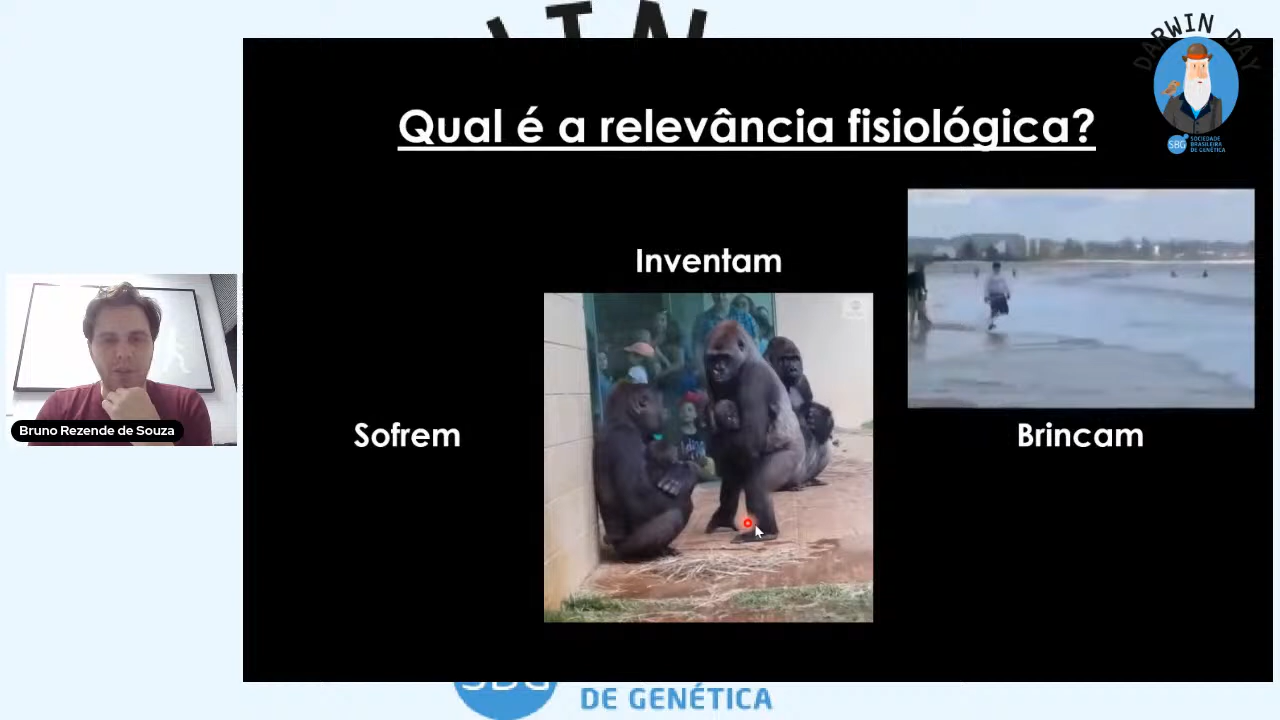 DARWIN DAY
SBG SOCIEDADE
BRASILEIRA
DE GENÉTICA
Qual é a relevância fisiológica?
Inventam
Sofrem
Brincam
Bruno Rezende de Souza
DE GENÉTICA